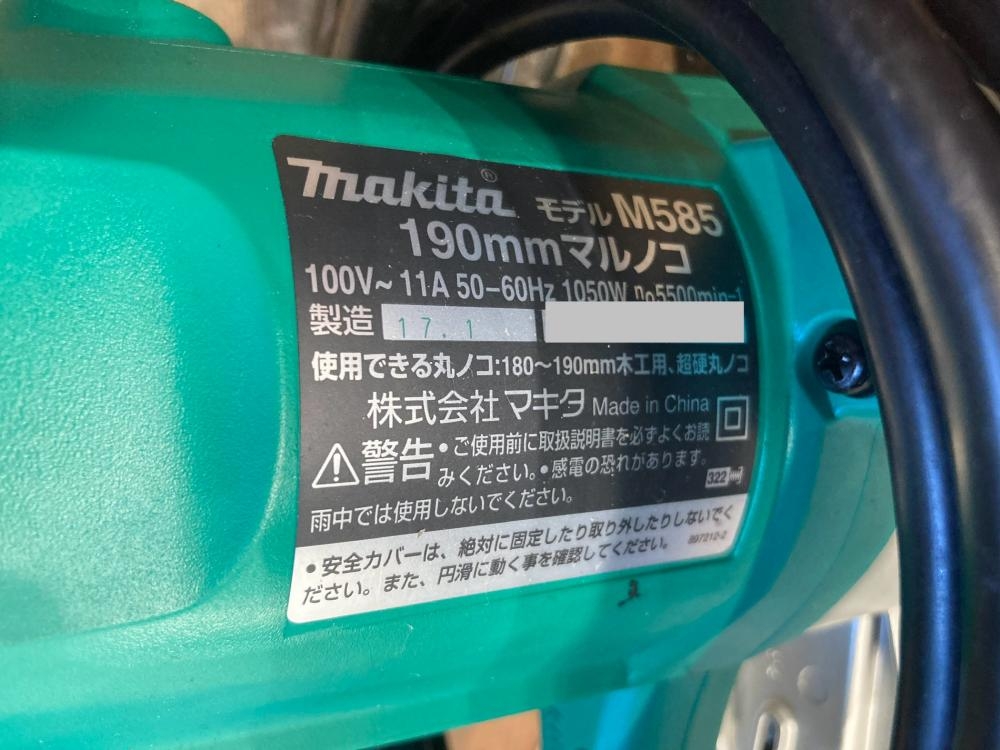 makita® モデル M585
190mmマルノコ
100V～11A 50-60Hz 1050W n₀5500min⁻¹
製造 17.1
使用できる丸ノコ:180～190mm木工用、超硬丸ノコ
株式会社マキタ Made in China
警告 •ご使用前に取扱説明書を必ずよくお読
みください。•感電の恐れがあります。
322
雨中では使用しないでください。
•安全カバーは、絶対に固定したり取り外したりしないでく
ださい。また、円滑に動く事を確認してください。
897212-2